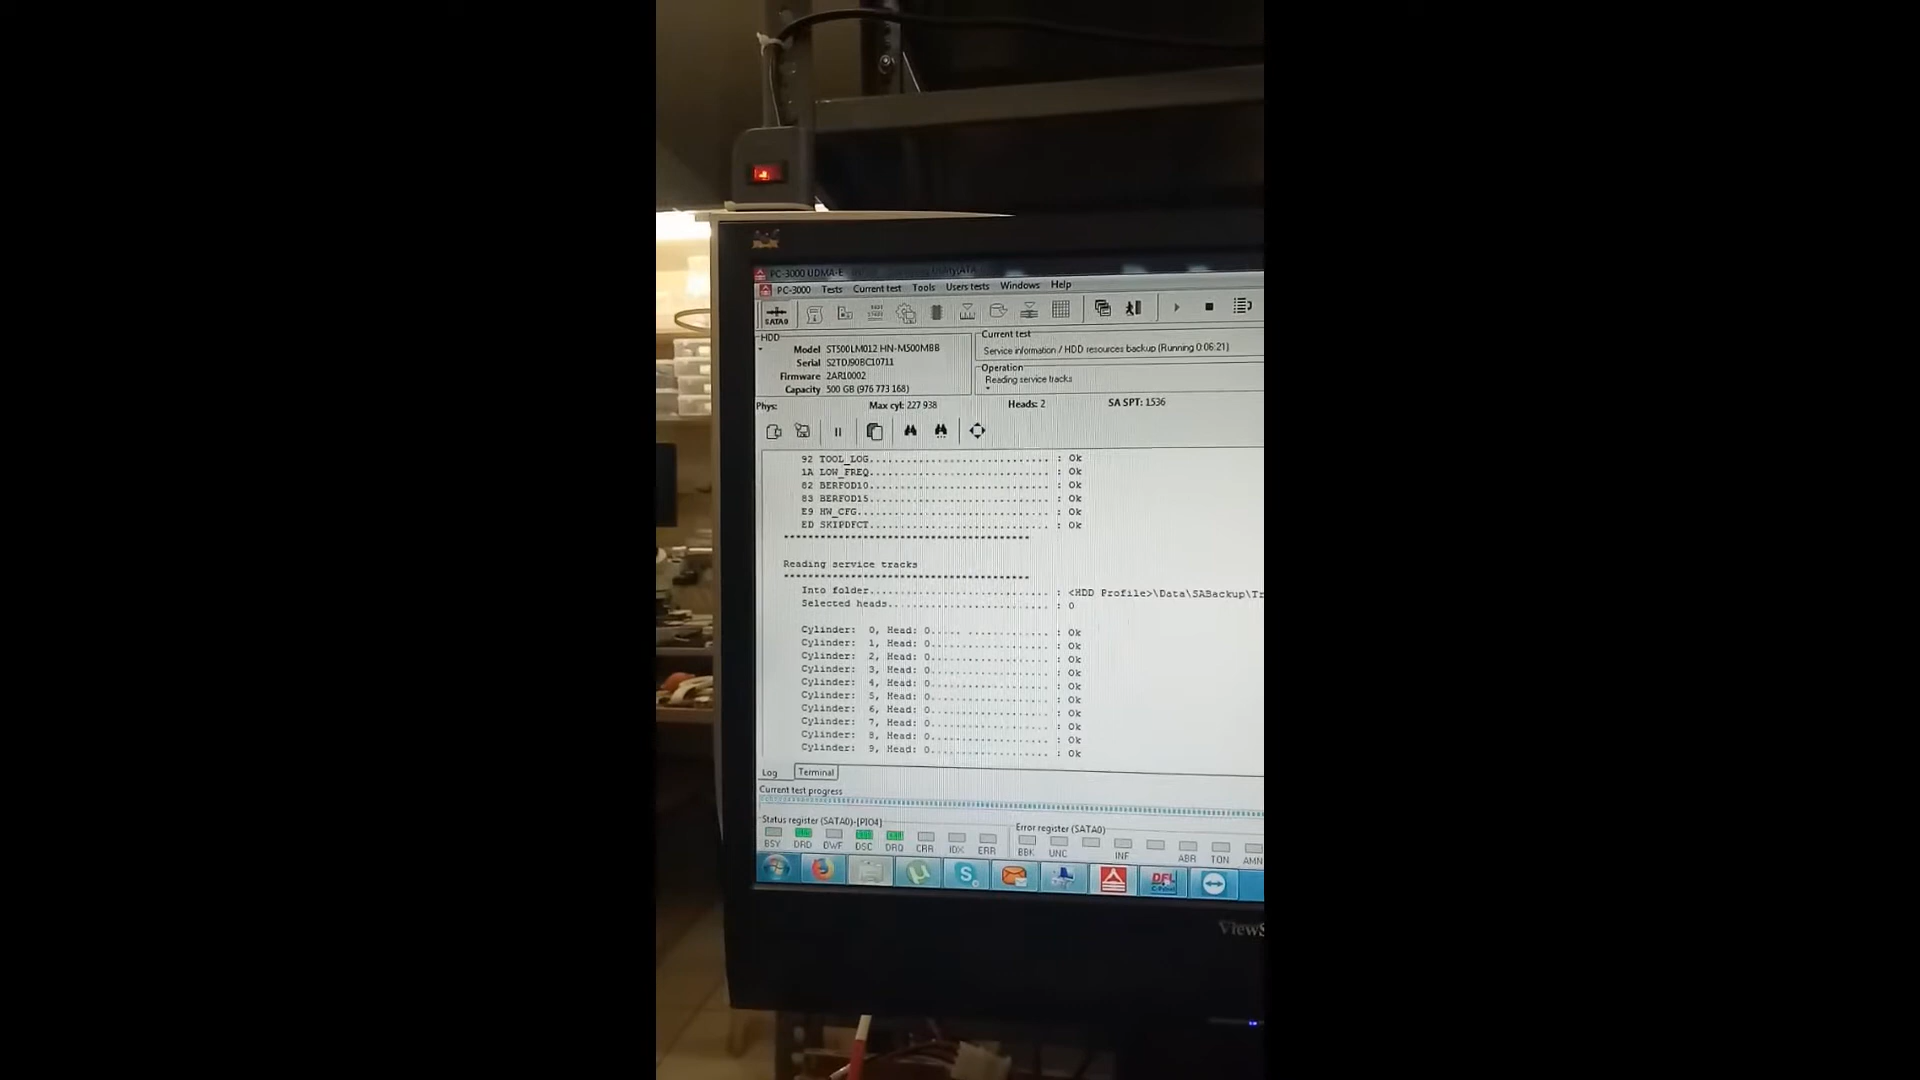 PC-3000 UDMA-E
PC-3000 Tests Current test Tools Users tests Windows Help
SATA0
HDD
Model ST500LM012 HN-M500MBB
Serial S2TDJ90BC10711
Firmware 2AR10002
Capacity 500 GB (976 773 168)
Current test
Service information / HDD resources backup (Running 0:06:21)
Operation
Reading service tracks
Phys: Max cyl: 227 938 Heads: 2 SA SPT: 1536
92 TOOL_LOG............................. : Ok
1A LOW_FREQ............................. : Ok
82 BERFOD10............................. : Ok
83 BERFOD15............................. : Ok
E9 HW_CFG............................... : Ok
ED SKIPDFCT............................. : Ok
Reading service tracks
Into folder............................. : <HDD Profile>\Data\SABackup\Tr
Selected heads.......................... : 0
Cylinder: 0, Head: 0.................... : Ok
Cylinder: 1, Head: 0.................... : Ok
Cylinder: 2, Head: 0.................... : Ok
Cylinder: 3, Head: 0.................... : Ok
Cylinder: 4, Head: 0.................... : Ok
Cylinder: 5, Head: 0.................... : Ok
Cylinder: 6, Head: 0.................... : Ok
Cylinder: 7, Head: 0.................... : Ok
Cylinder: 8, Head: 0.................... : Ok
Cylinder: 9, Head: 0.................... : Ok
Log Terminal
Current test progress
Status register (SATA0)-[PIO4] Error register (SATA0)
BSY DRD DWF DSC DRQ CRR IDX ERR BBK UNC INF ABR TON AMN
DFL
ViewS